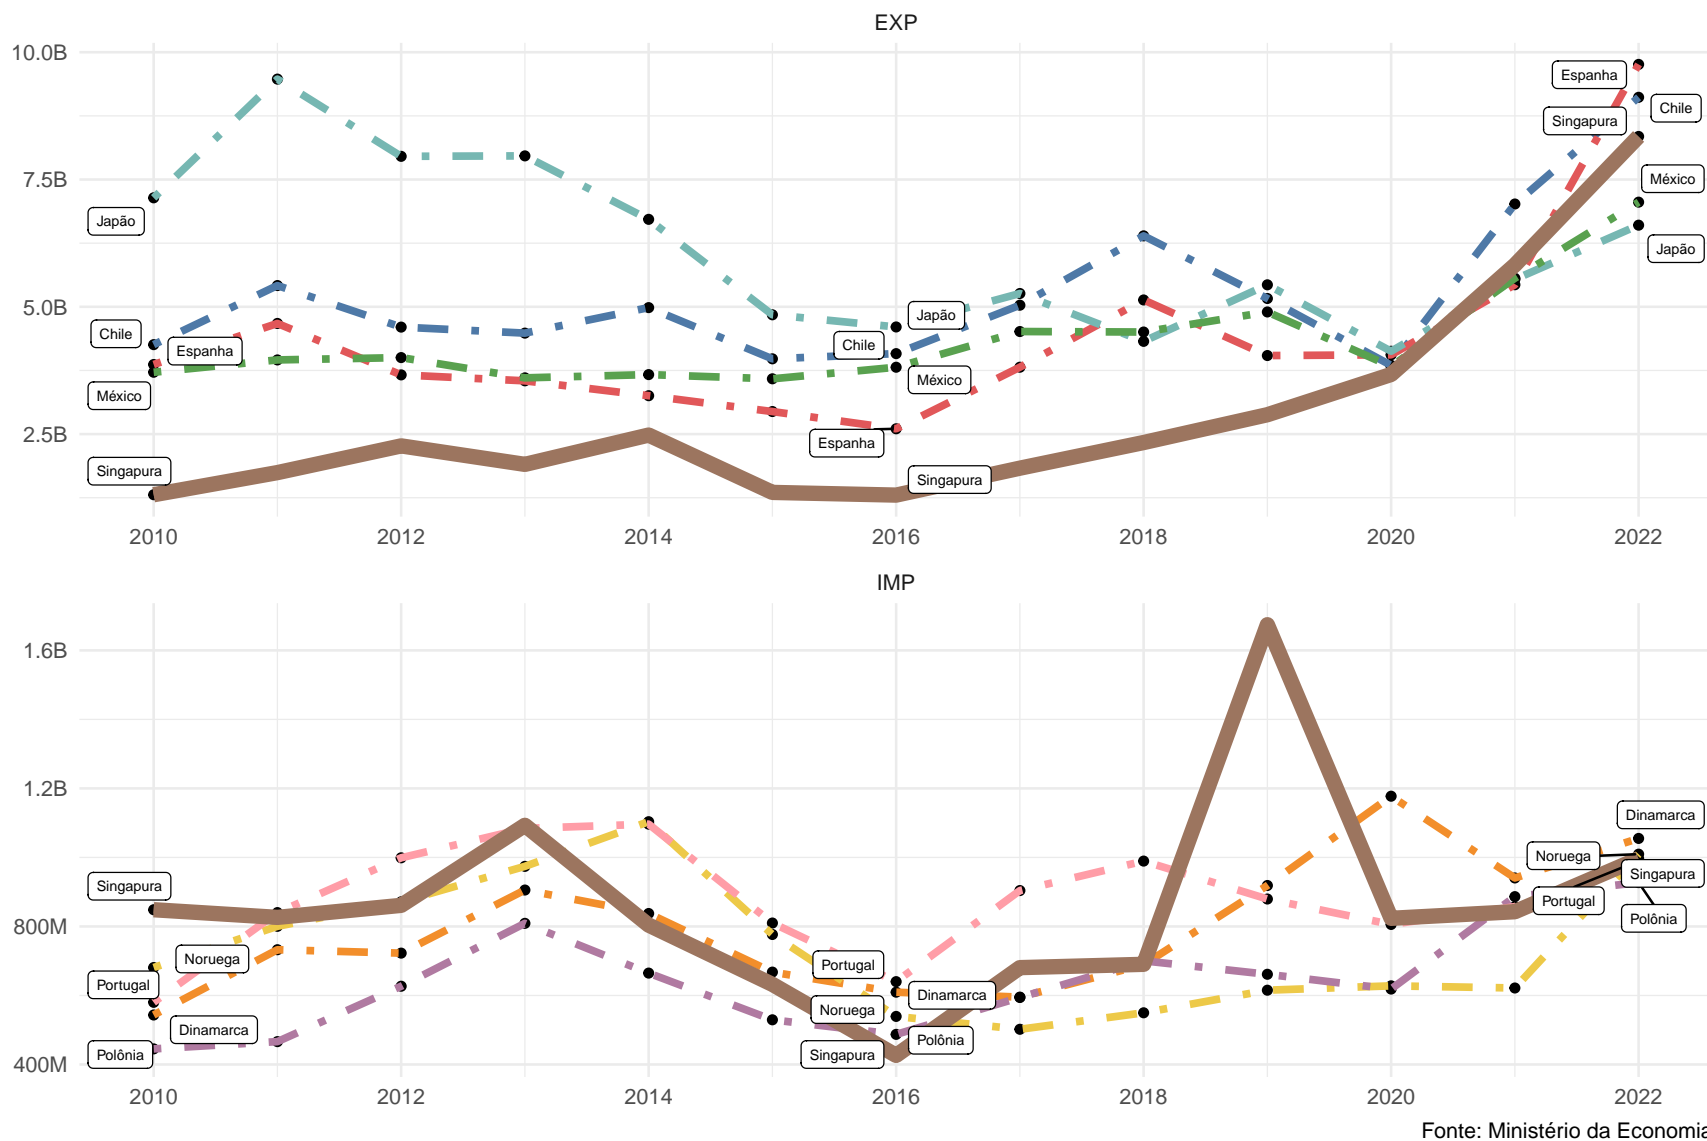 EXP
10.0B
7.5B
5.0B
2.5B
Espanha
Chile
Singapura
México
Japão
Japão
Chile
Espanha
México
Singapura
Japão
Chile
México
Espanha
Singapura
2010 2012 2014 2016 2018 2020 2022
IMP
1.6B
1.2B
800M
400M
Singapura
Noruega
Portugal
Dinamarca
Polônia
Portugal
Dinamarca
Noruega
Polônia
Singapura
Dinamarca
Noruega
Singapura
Portugal
Polônia
2010 2012 2014 2016 2018 2020 2022
Fonte: Ministério da Economia